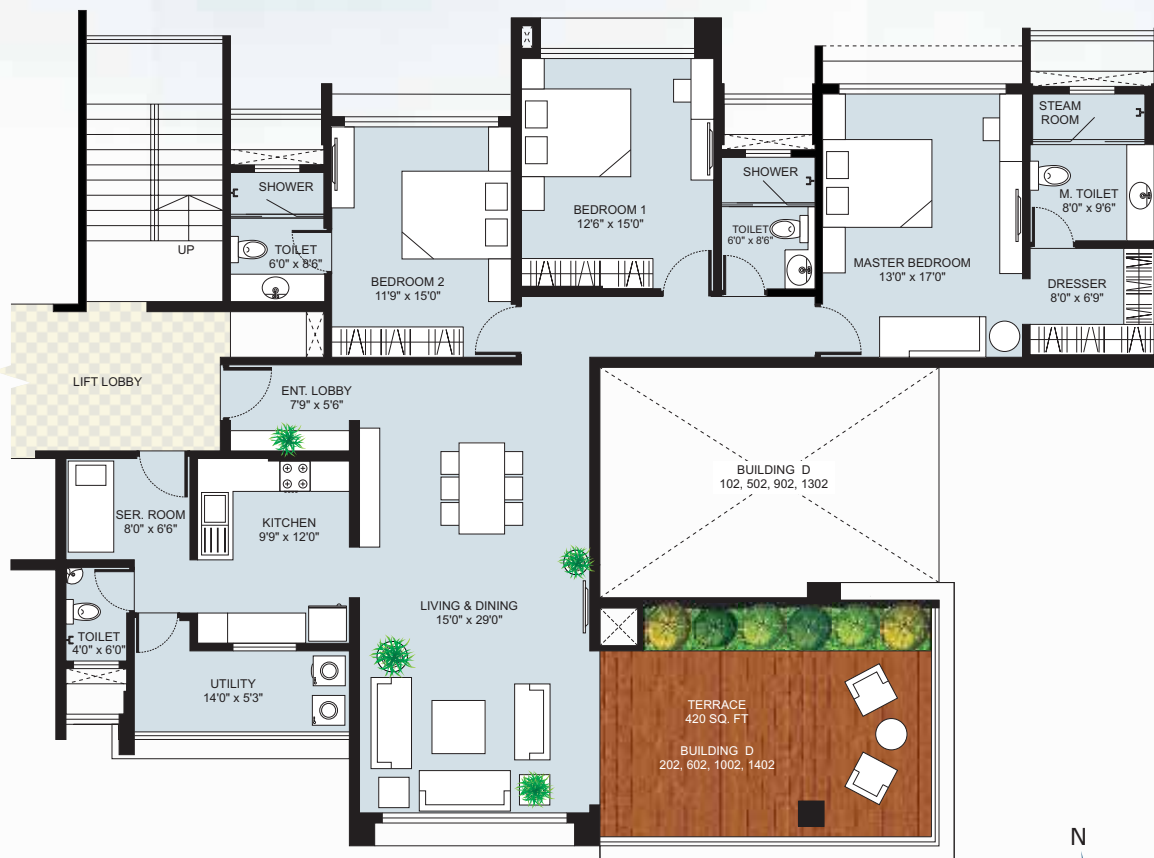 STEAM
ROOM
SHOWER
SHOWER
M. TOILET
8'0" x 9'6"
BEDROOM 1
12'6" x 15'0"
TOILET
6'0" x 8'6"
UP
TOILET
6'0" x 8'6"
MASTER BEDROOM
13'0" x 17'0"
BEDROOM 2
11'9" x 15'0"
DRESSER
8'0" x 6'9"
LIFT LOBBY
ENT. LOBBY
7'9" x 5'6"
BUILDING D
102, 502, 902, 1302
SER. ROOM
8'0" x 6'6"
KITCHEN
9'9" x 12'0"
LIVING & DINING
15'0" x 29'0"
TOILET
4'0" x 6'0"
UTILITY
14'0" x 5'3"
TERRACE
420 SQ. FT
BUILDING D
202, 602, 1002, 1402
N